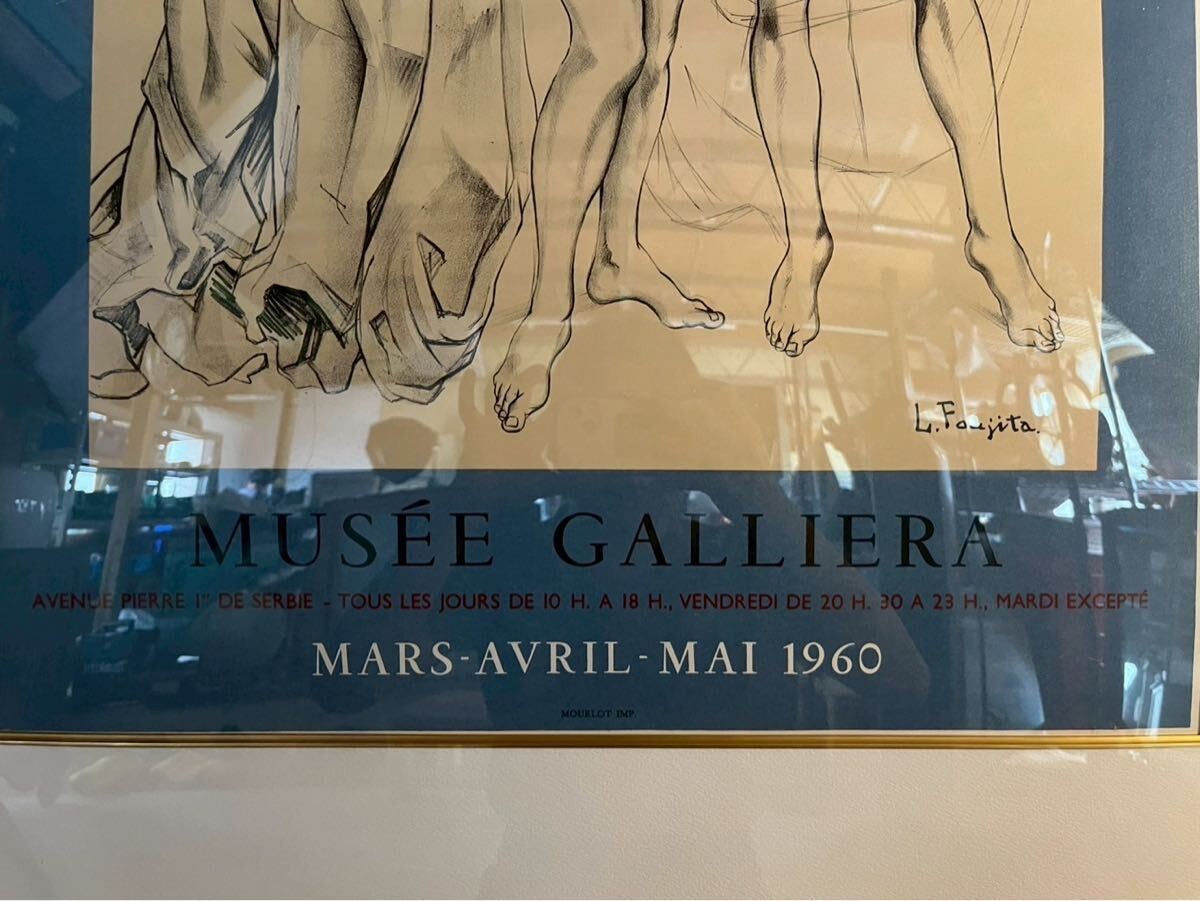 L. Foujita.
MUSÉE GALLIERA
AVENUE PIERRE Iᵉʳ DE SERBIE - TOUS LES JOURS DE 10 H. A 18 H., VENDREDI DE 20 H. 30 A 23 H., MARDI EXCEPTÉ
MARS-AVRIL-MAI 1960
MOURLOT IMP.